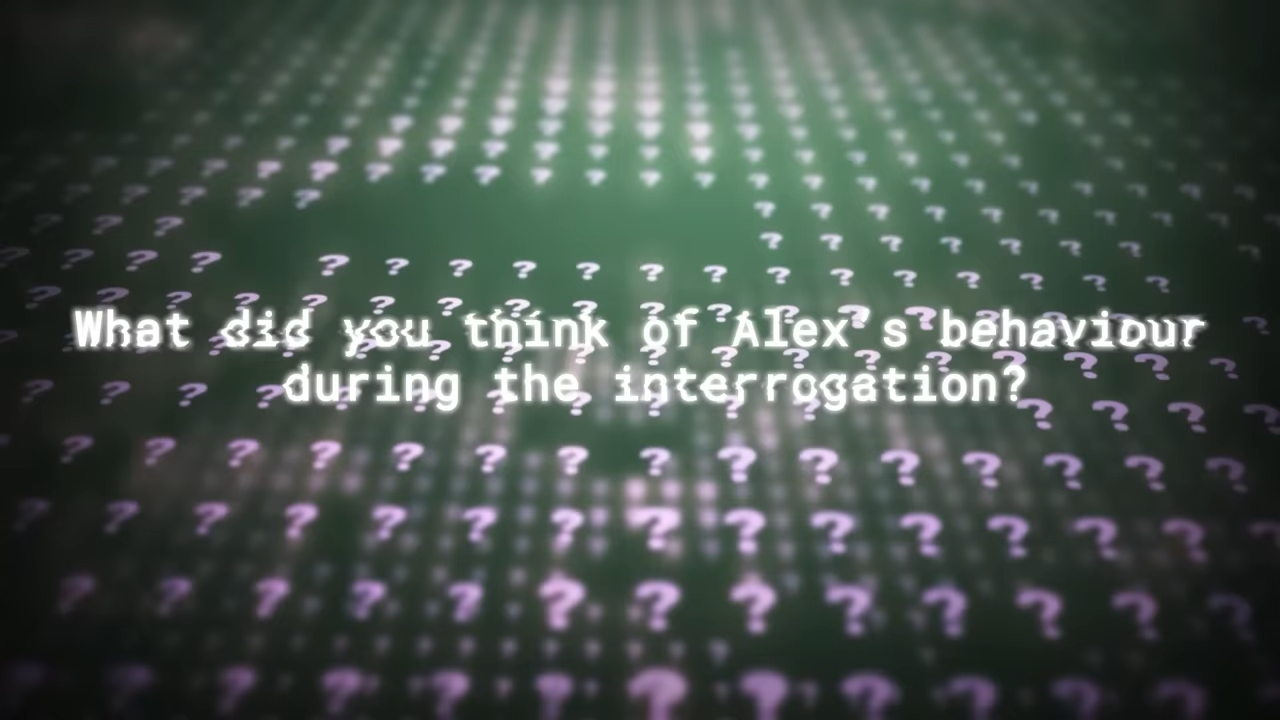 What did you think of Alex's behaviour
during the interrogation?